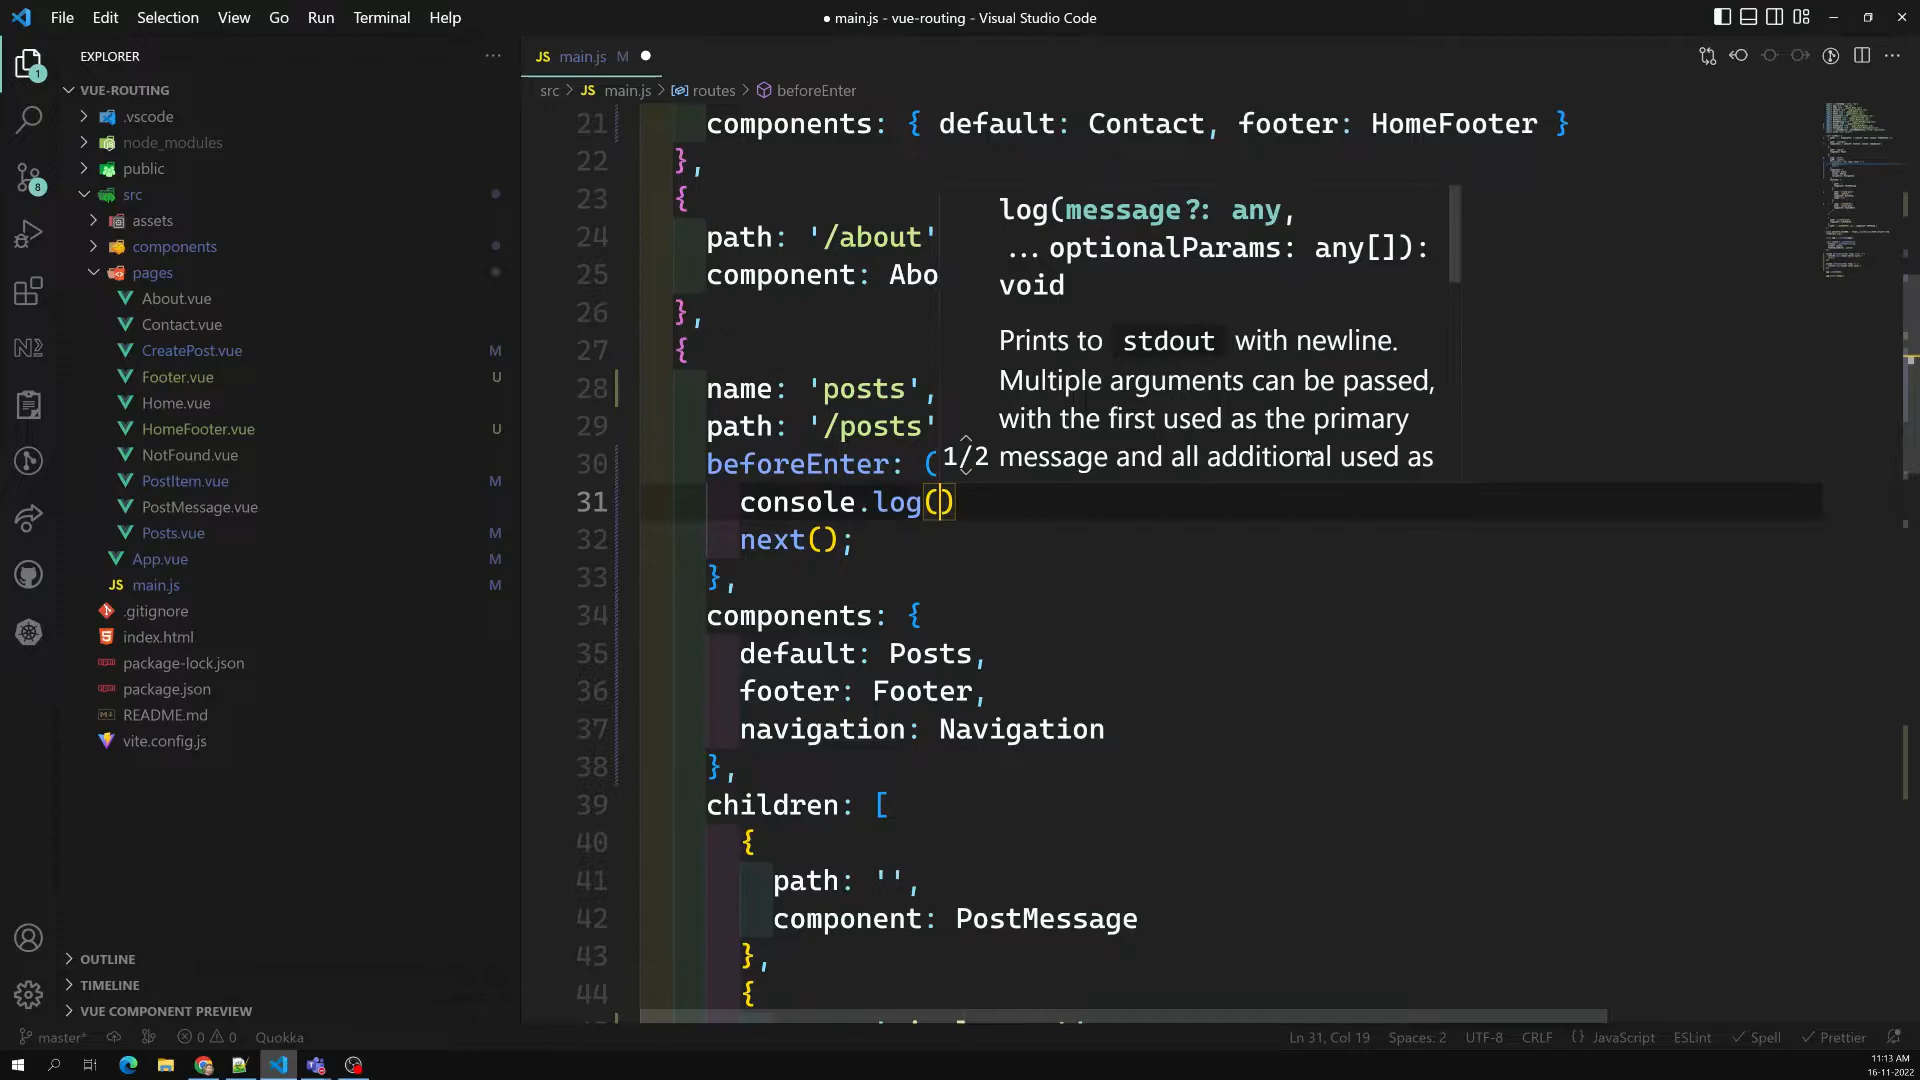 File Edit Selection View Go Run Terminal Help
● main.js - vue-routing - Visual Studio Code
EXPLORER
VUE-ROUTING
.vscode
node_modules
public
src
assets
components
pages
About.vue
Contact.vue
CreatePost.vue M
Footer.vue U
Home.vue
HomeFooter.vue U
NotFound.vue
PostItem.vue M
PostMessage.vue
Posts.vue M
App.vue M
JS main.js M
.gitignore
index.html
package-lock.json
package.json
README.md
vite.config.js
OUTLINE
TIMELINE
VUE COMPONENT PREVIEW
1
8
JS main.js M ●
src > JS main.js > routes > beforeEnter
21 components: { default: Contact, footer: HomeFooter }
22 },
23 {
24 path: '/about'
25 component: Abo
26 },
27 {
28 name: 'posts',
29 path: '/posts'
30 beforeEnter: (
31 console.log()
32 next();
33 },
34 components: {
35 default: Posts,
36 footer: Footer,
37 navigation: Navigation
38 },
39 children: [
40 {
41 path: '',
42 component: PostMessage
43 },
44 {
log(message?: any,
...optionalParams: any[]):
void
Prints to stdout with newline.
Multiple arguments can be passed,
with the first used as the primary
1/2 message and all additional used as
master* 0 0 Quokka
Ln 31, Col 19 Spaces: 2 UTF-8 CRLF {} JavaScript ESLint Spell Prettier
11:13 AM
16-11-2022